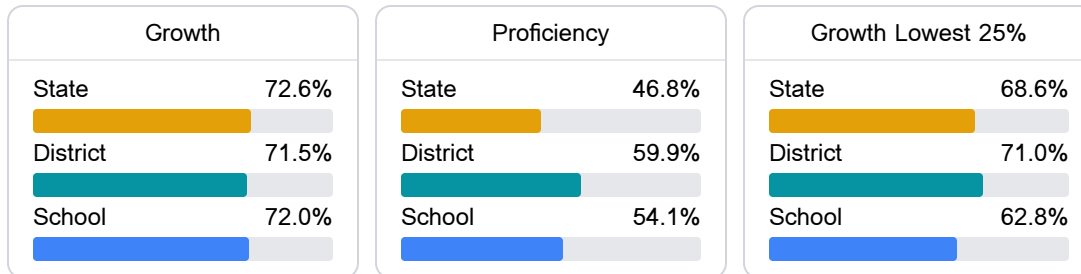 Growth
State 72.6%
District 71.5%
School 72.0%
Proficiency
State 46.8%
District 59.9%
School 54.1%
Growth Lowest 25%
State 68.6%
District 71.0%
School 62.8%